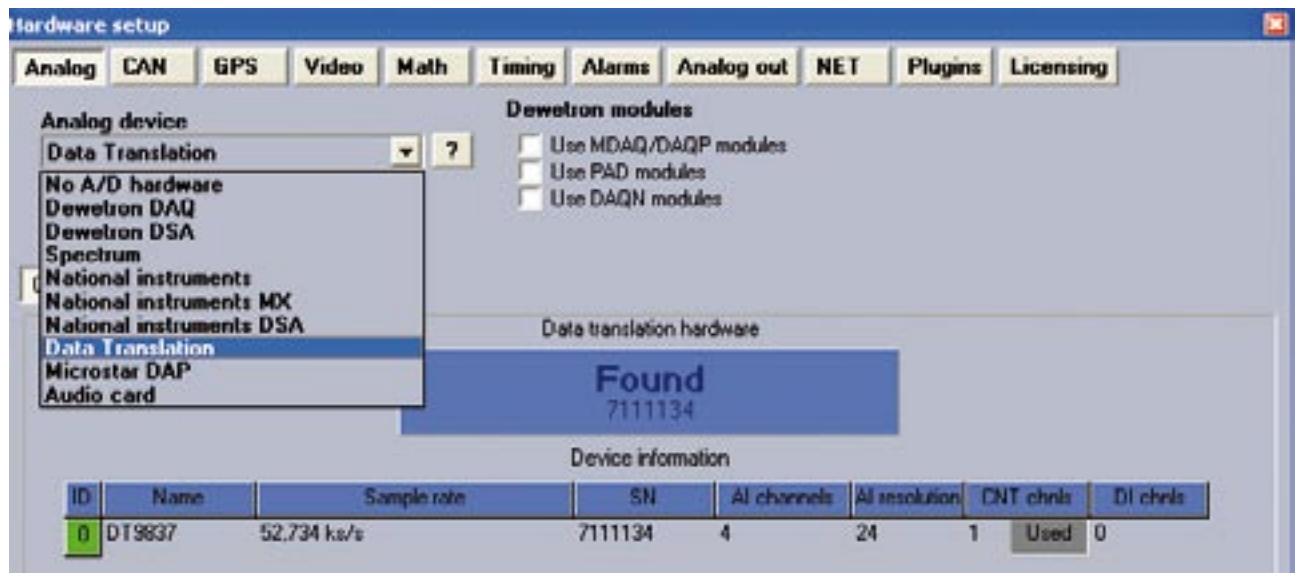 Hardware setup
Analog CAN GPS Video Math Timing Alarms Analog out NET Plugins Licensing
Analog device
Data Translation ?
No A/D hardware
Dewetron DAQ
Dewetron DSA
Spectrum
National instruments
National instruments MX
National instruments DSA
Data Translation
Microstar DAP
Audio card
Dewetron modules
Use MDAQ/DAQP modules
Use PAD modules
Use DAQN modules
Data translation hardware
Found
7111134
Device information
ID Name Sample rate SN AI channels AI resolution CNT chnls DI chnls
0 DT9837 52,734 ks/s 7111134 4 24 1 Used 0